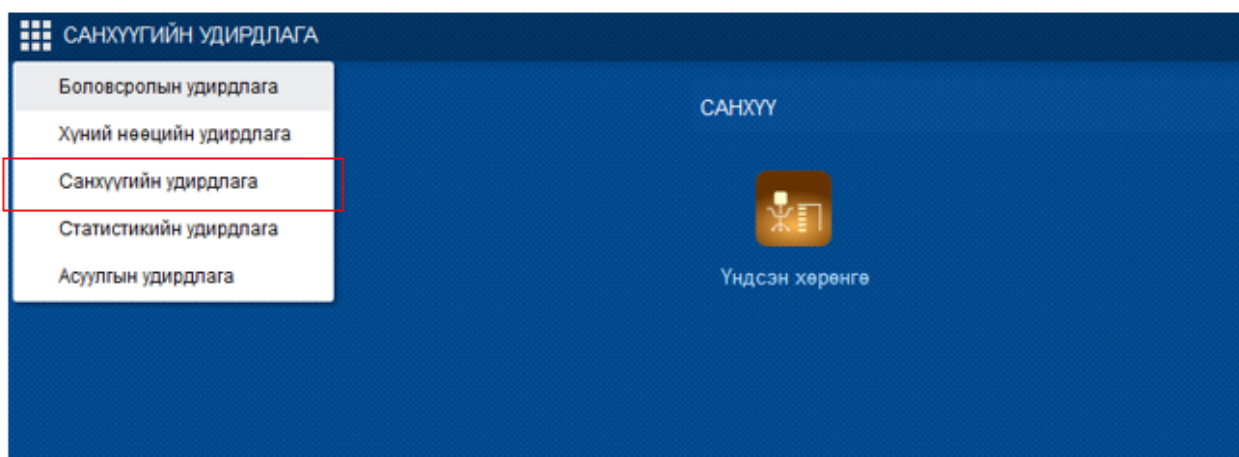 САНХҮҮГИЙН УДИРДЛАГА
Боловсролын удирдлага
Хүний нөөцийн удирдлага
Санхүүгийн удирдлага
Статистикийн удирдлага
Асуулгын удирдлага
САНХҮҮ
Үндсэн хөрөнгө